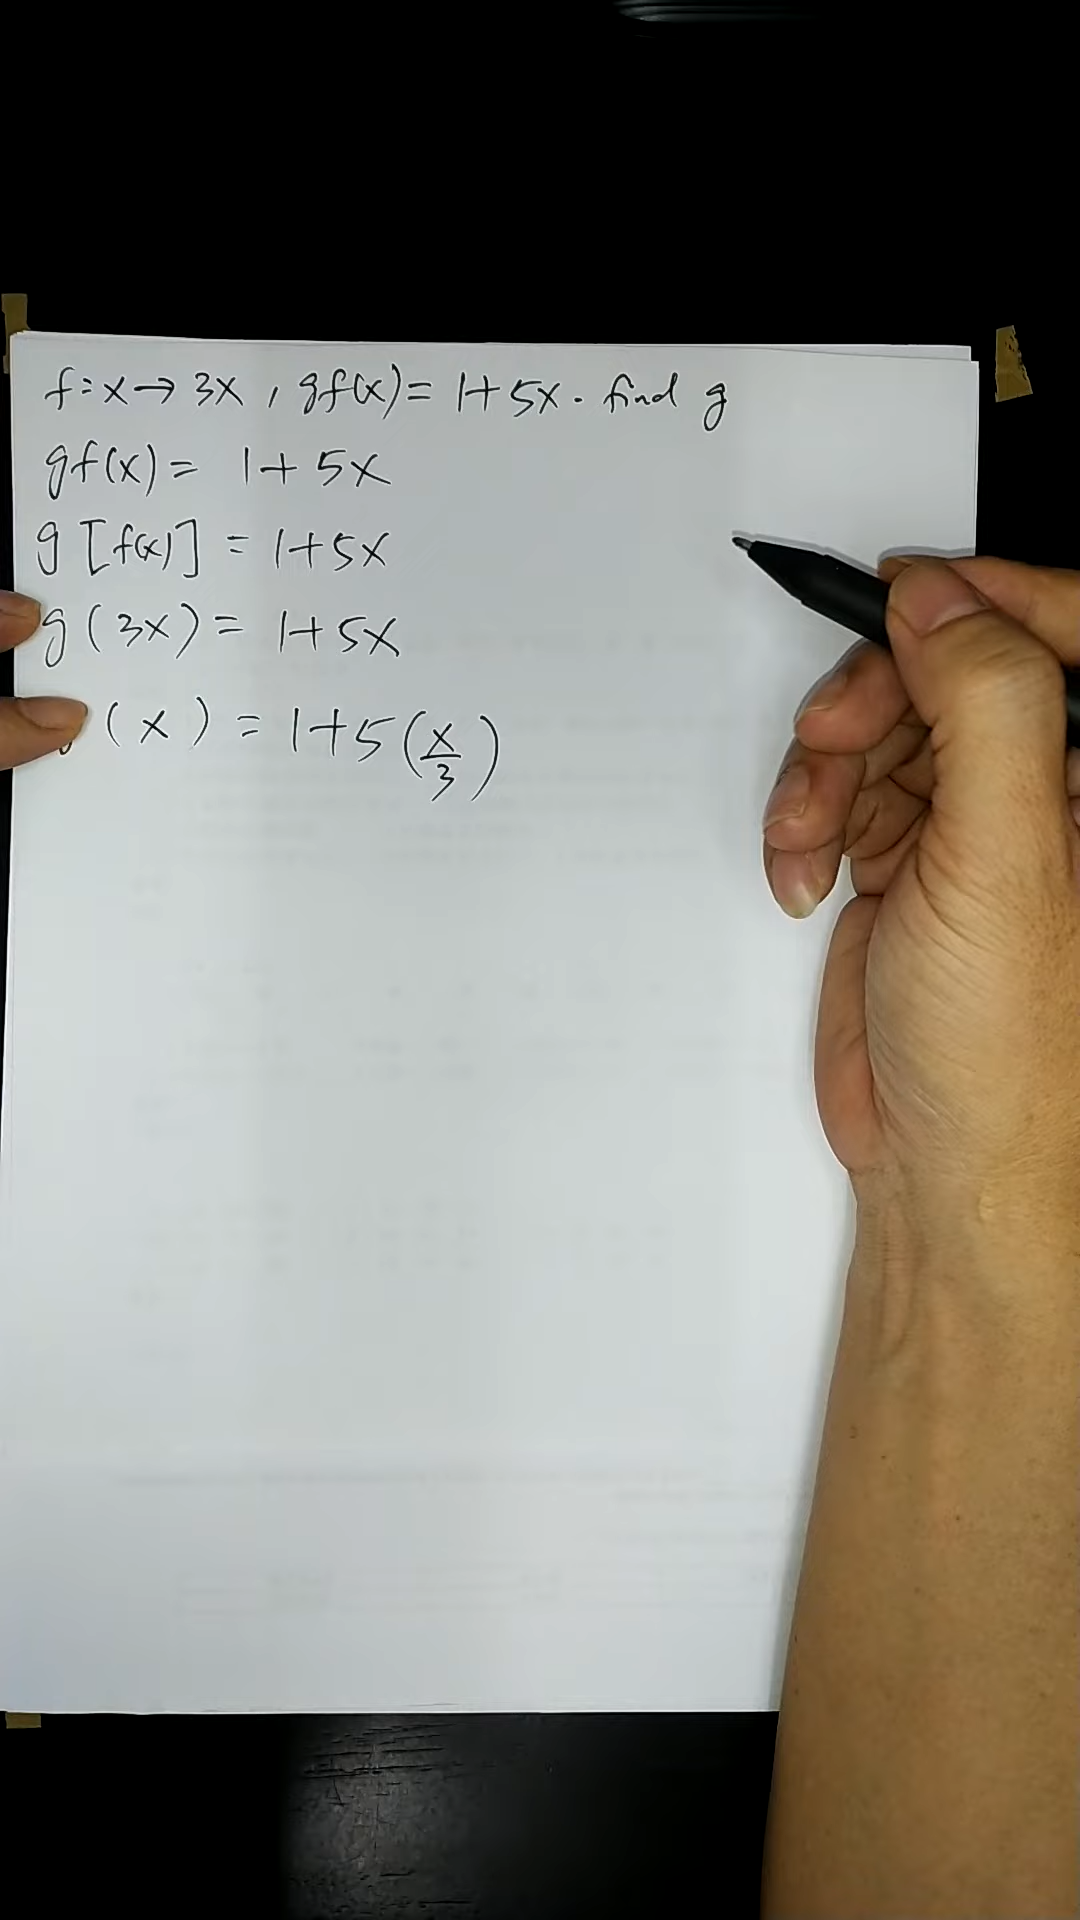 f:x→3x, gf(x)= 1+5x. find g
gf(x)= 1+5x
g[f(x)] = 1+5x
g(3x)= 1+5x
(x) = 1+5(x/3)